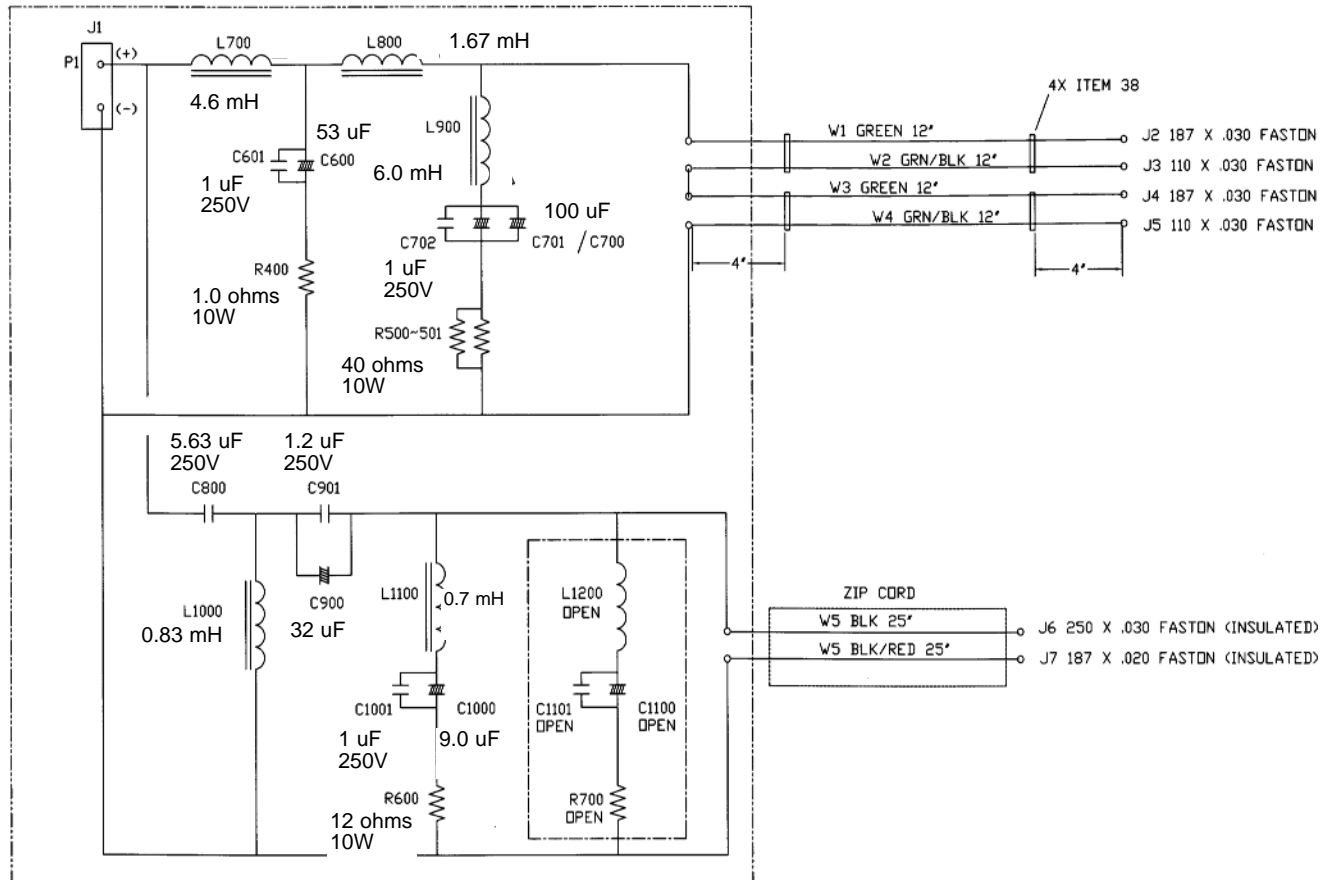 J1
P1
(+)
(-)
L700
4.6 mH
L800
1.67 mH
C601
53 uF
C600
1 uF
250V
R400
1.0 ohms
10W
L900
6.0 mH
C702
100 uF
C701 / C700
1 uF
250V
R500~501
40 ohms
10W
4X ITEM 38
W1 GREEN 12"
W2 GRN/BLK 12"
W3 GREEN 12"
W4 GRN/BLK 12"
4"
4"
J2 187 X .030 FASTON
J3 110 X .030 FASTON
J4 187 X .030 FASTON
J5 110 X .030 FASTON
5.63 uF
250V
C800
1.2 uF
250V
C901
C900
32 uF
L1000
0.83 mH
L1100
0.7 mH
C1001
C1000
1 uF
250V
9.0 uF
R600
12 ohms
10W
L1200
OPEN
C1101
OPEN
C1100
OPEN
R700
OPEN
ZIP CORD
W5 BLK 25"
W5 BLK/RED 25"
J6 250 X .030 FASTON (INSULATED)
J7 187 X .020 FASTON (INSULATED)